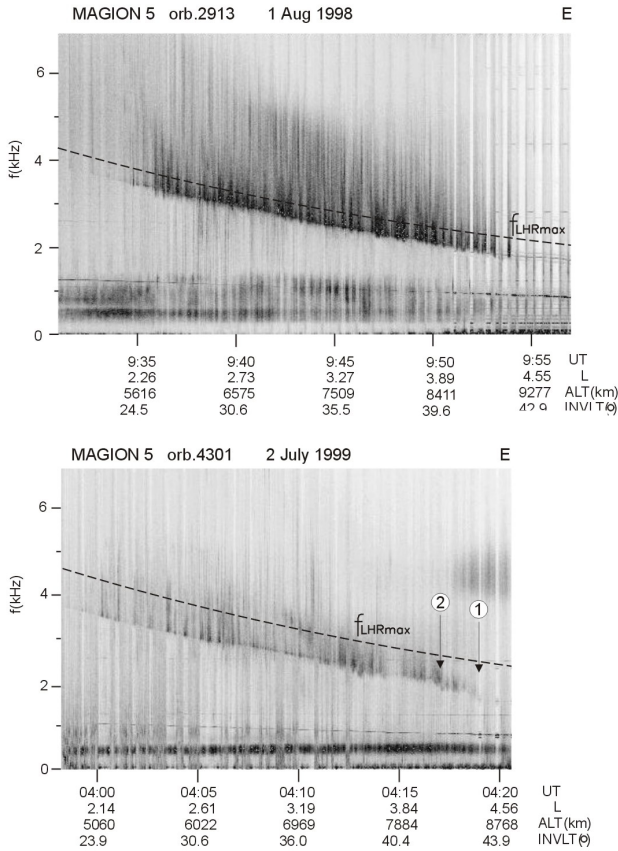 MAGION 5 orb.2913 1 Aug 1998 E
6
f(kHz)
4
fLHRmax
2
0
9:35 9:40 9:45 9:50 9:55 UT
2.26 2.73 3.27 3.89 4.55 L
5616 6575 7509 8411 9277 ALT(km)
24.5 30.6 35.5 39.6 42.9 INVLT(º)
MAGION 5 orb.4301 2 July 1999 E
6
f(kHz)
4
2 1
fLHRmax
2
0
04:00 04:05 04:10 04:15 04:20 UT
2.14 2.61 3.19 3.84 4.56 L
5060 6022 6969 7884 8768 ALT(km)
23.9 30.6 36.0 40.4 43.9 INVLT(º)